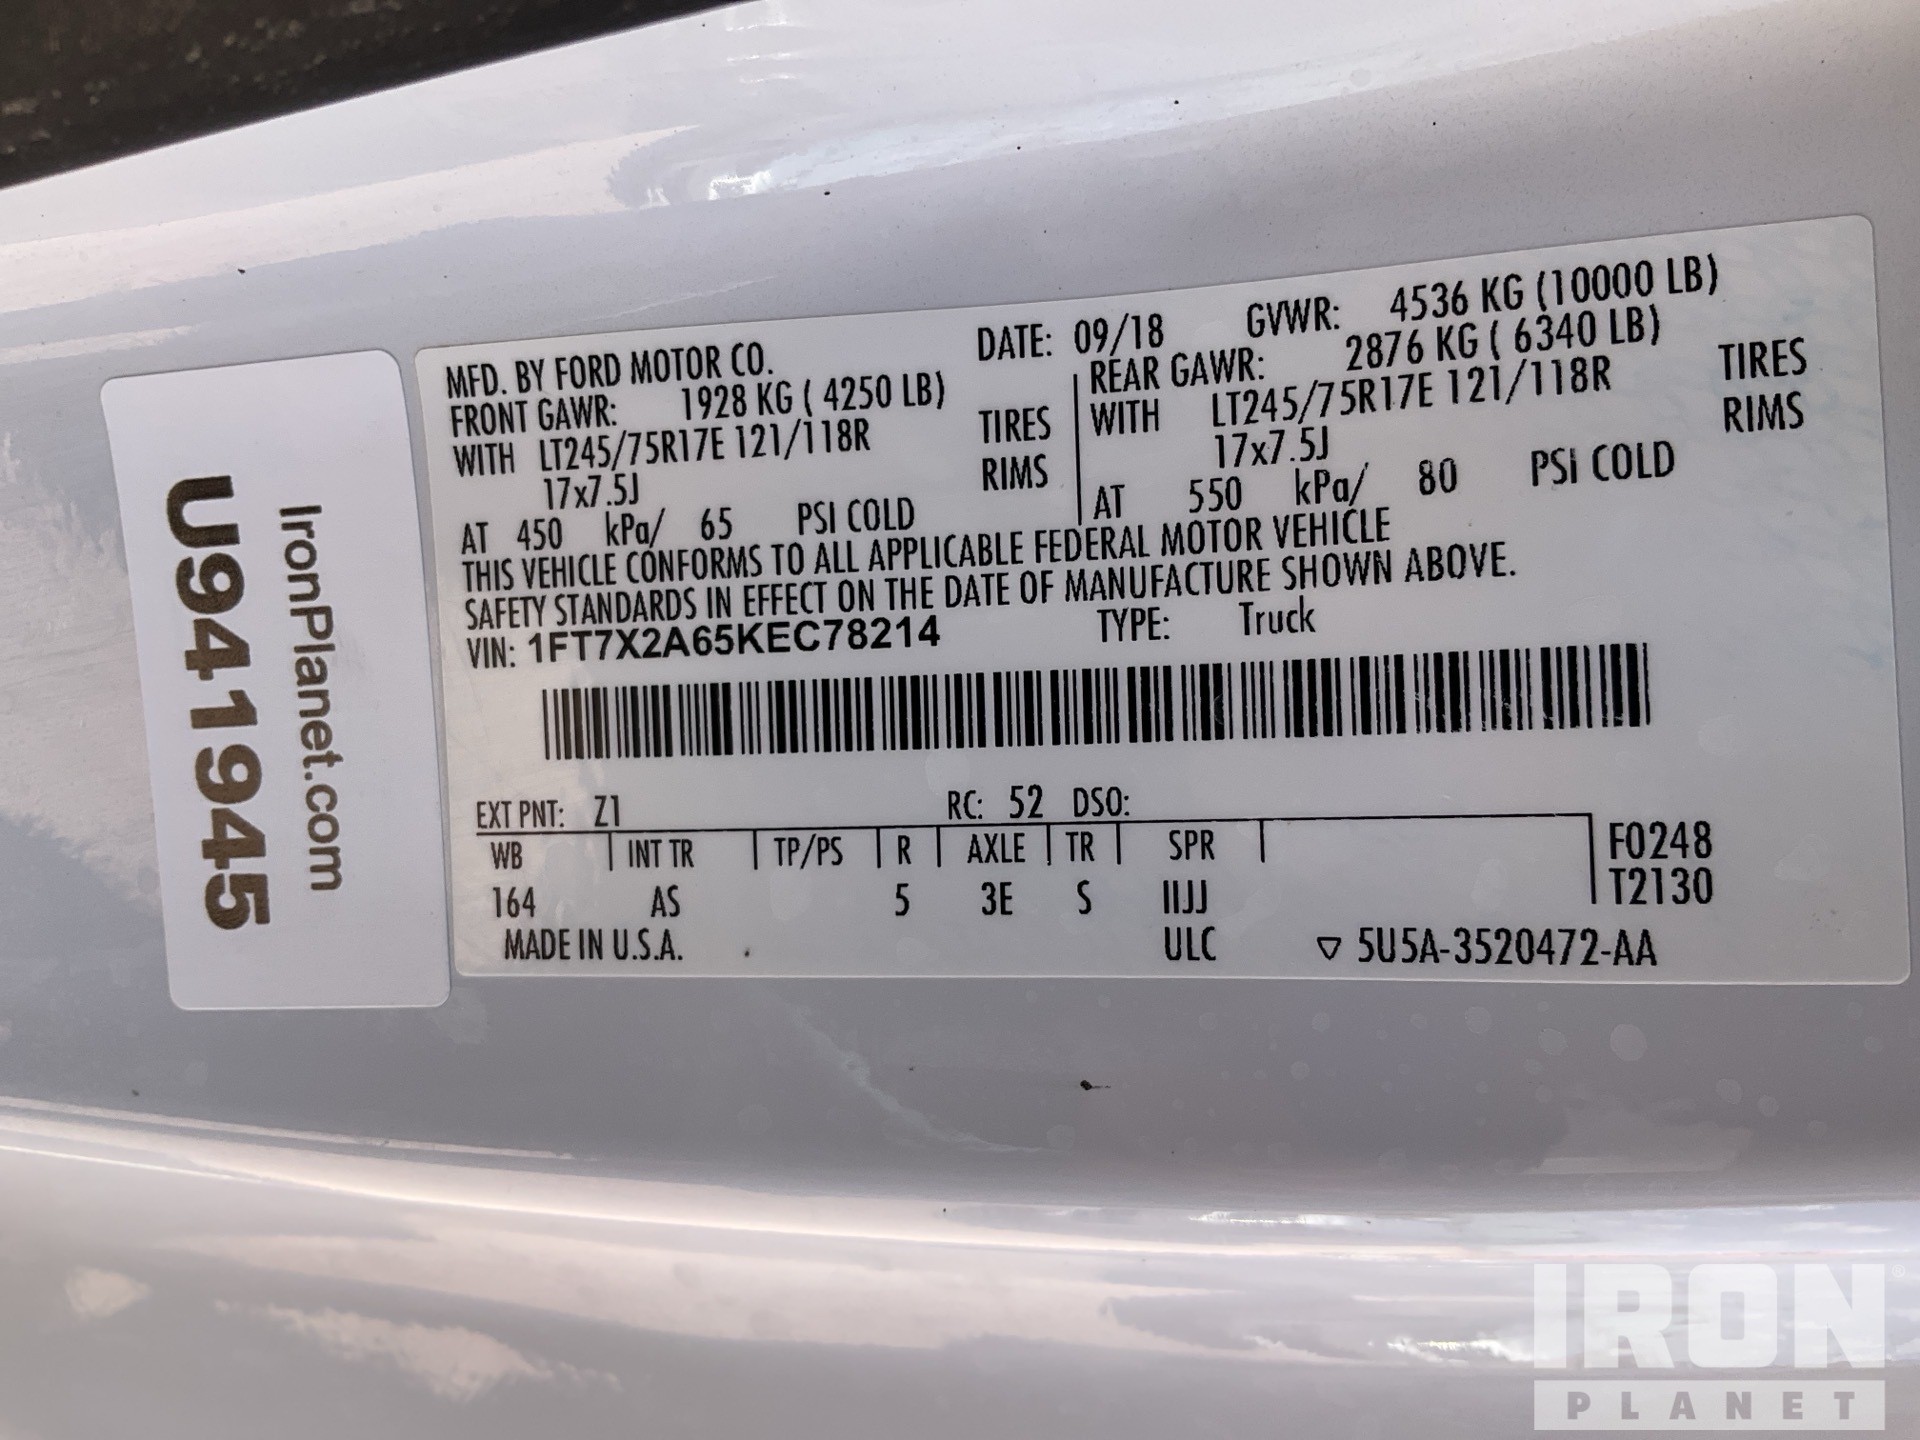 U941945
IronPlanet.com
MFD. BY FORD MOTOR CO.
DATE: 09/18
GVWR: 4536 KG (10000 LB)
FRONT GAWR: 1928 KG ( 4250 LB)
WITH LT245/75R17E 121/118R TIRES
17x7.5J RIMS
AT 450 kPa/ 65 PSI COLD
REAR GAWR: 2876 KG ( 6340 LB)
WITH LT245/75R17E 121/118R TIRES
17x7.5J RIMS
AT 550 kPa/ 80 PSI COLD
THIS VEHICLE CONFORMS TO ALL APPLICABLE FEDERAL MOTOR VEHICLE
SAFETY STANDARDS IN EFFECT ON THE DATE OF MANUFACTURE SHOWN ABOVE.
VIN: 1FT7X2A65KEC78214 TYPE: Truck
EXT PNT: Z1 RC: 52 DSO:
WB INT TR TP/PS R AXLE TR SPR F0248
T2130
164 AS 5 3E S IIJJ
MADE IN U.S.A. ULC ▽ 5U5A-3520472-AA
IRON®
PLANET